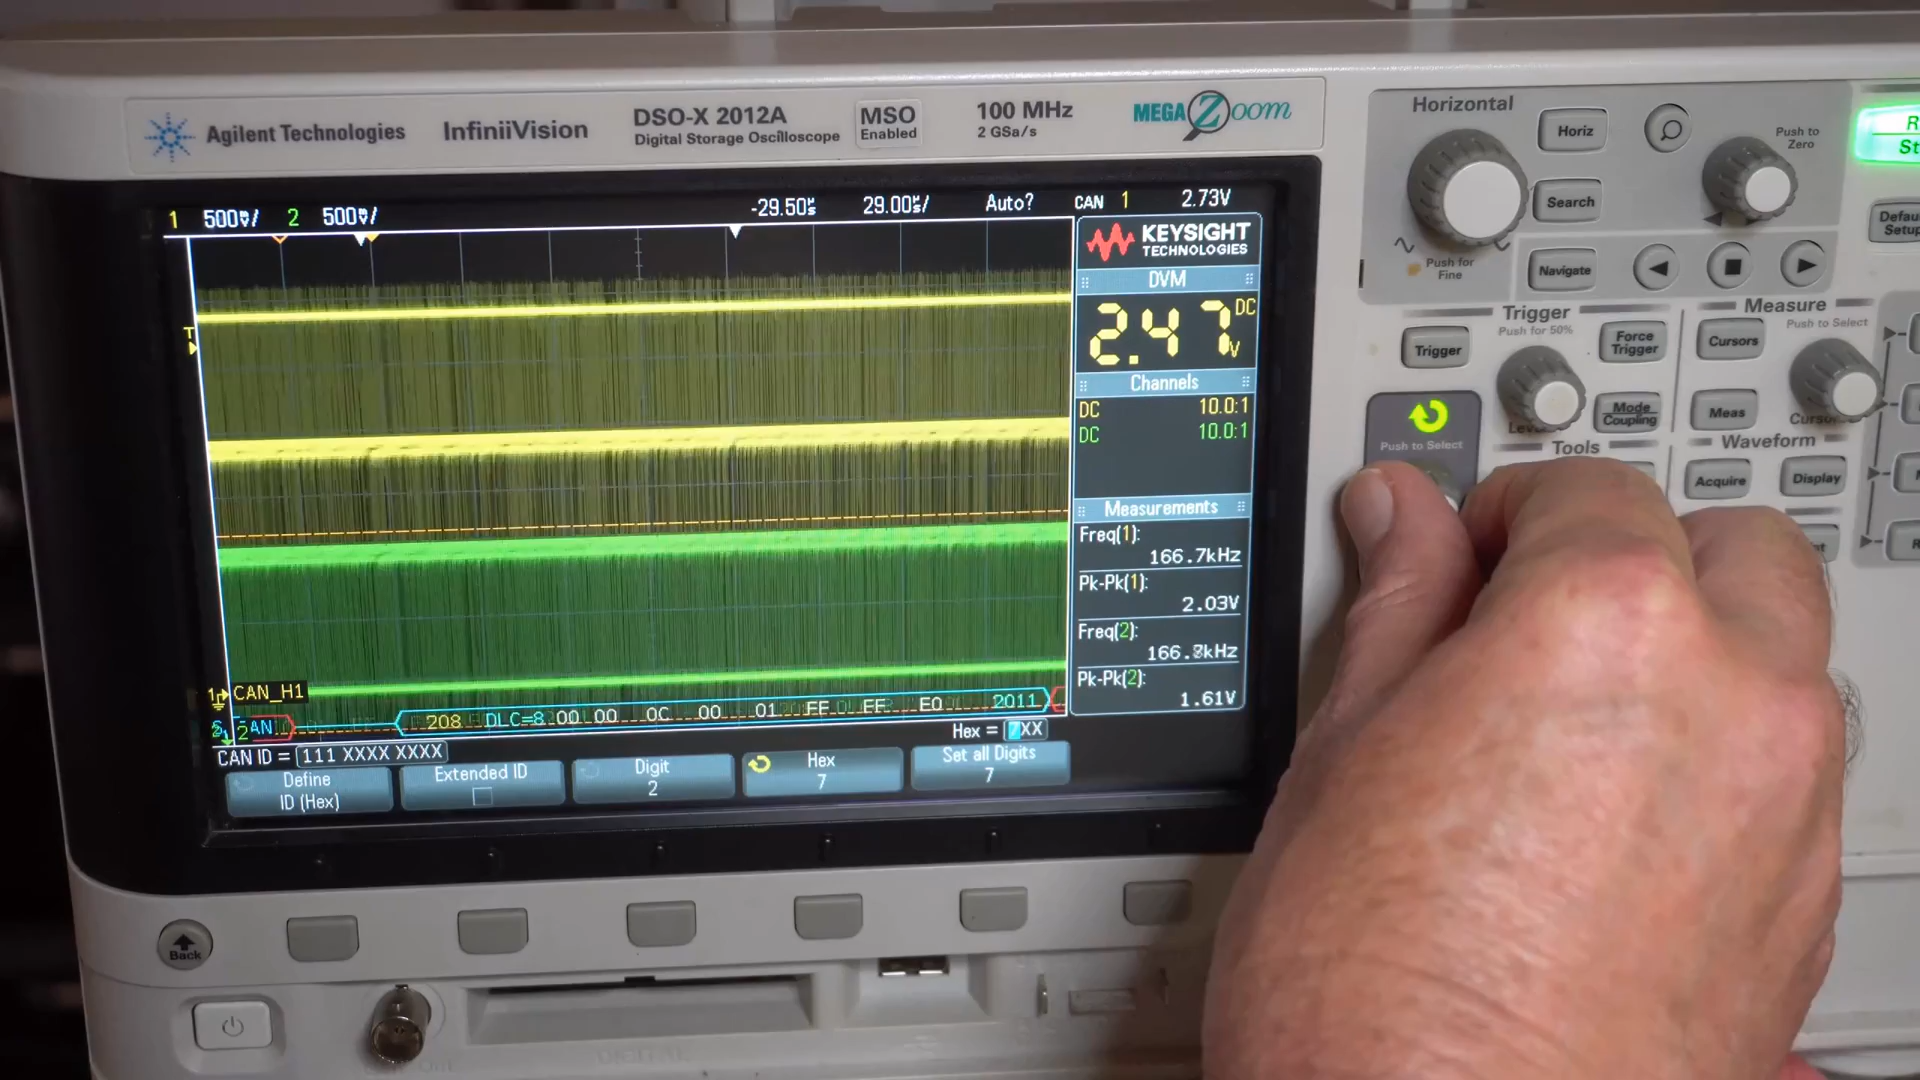 Agilent Technologies InfiniiVision DSO-X 2012A MSO 100 MHz MEGA Zoom
Digital Storage Oscilloscope Enabled 2 GSa/s
1 500mV/ 2 500mV/ -29.50us 29.00us/ Auto? CAN 1 2.73V
KEYSIGHT
TECHNOLOGIES
DVM
2.47 DC
V
Channels
DC 10.0:1
DC 10.0:1
Measurements
Freq(1):
166.7kHz
Pk-Pk(1):
2.03V
Freq(2):
Pk-Pk(2):
1.61V
T
CAN_H1
208 DLC=8 00 00 0C 00 01 FF FF E0 2011
Hex = 7XX
CAN ID = 111 XXXX XXXX
Define
ID (Hex)
Extended ID
Digit
2
Hex
7
Set all Digits
7
Back
Horizontal
Horiz
Push to
Zero
Search
Push for
Fine
Navigate
Trigger
Push for 50%
Trigger
Force
Trigger
Mode
Coupling
Push to Select
Tools
Measure
Push to Select
Cursors
Meas
Waveform
Acquire
Display